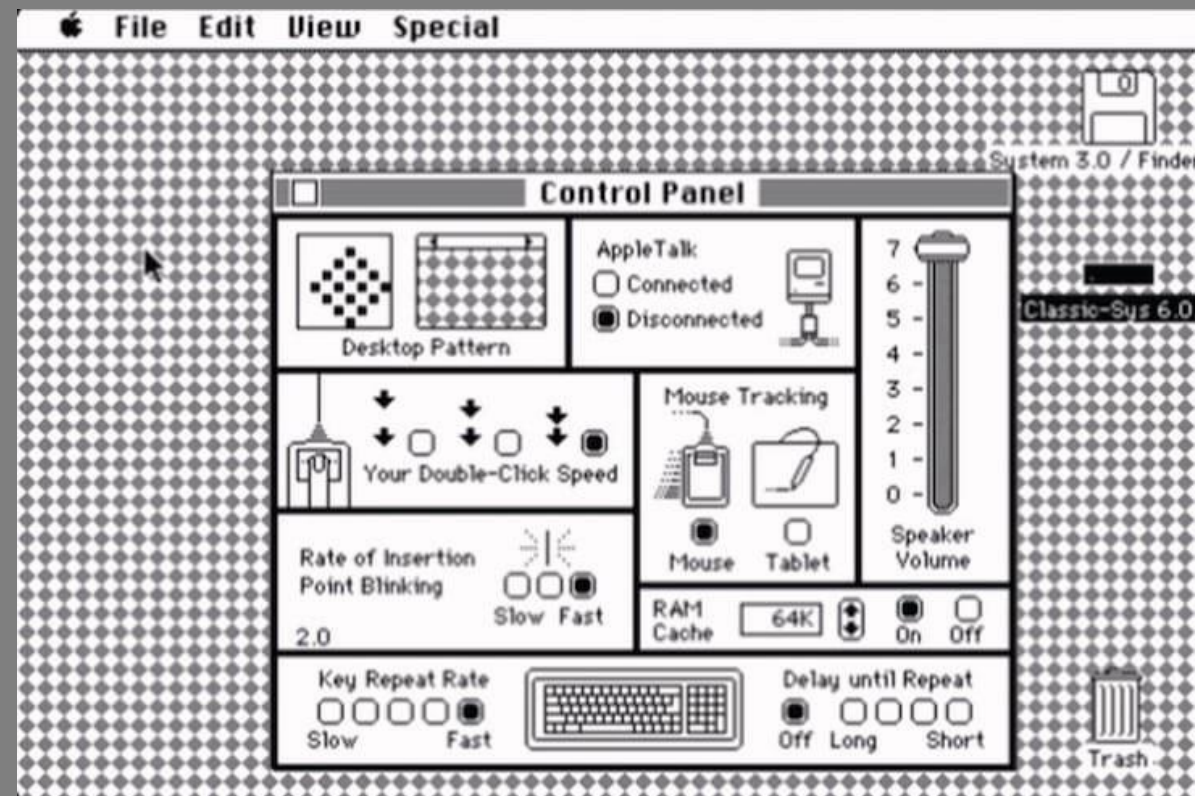 File Edit View Special
System 3.0 / Finder
Control Panel
Desktop Pattern
AppleTalk
Connected
Disconnected
7
6
5
4
3
2
1
0
Speaker
Volume
Classic-Sys 6.0
Your Double-Click Speed
Mouse Tracking
Mouse Tablet
Rate of Insertion
Point Blinking
Slow Fast
2.0
RAM
Cache
64K
On Off
Key Repeat Rate
Slow Fast
Delay until Repeat
Off Long Short
Trash